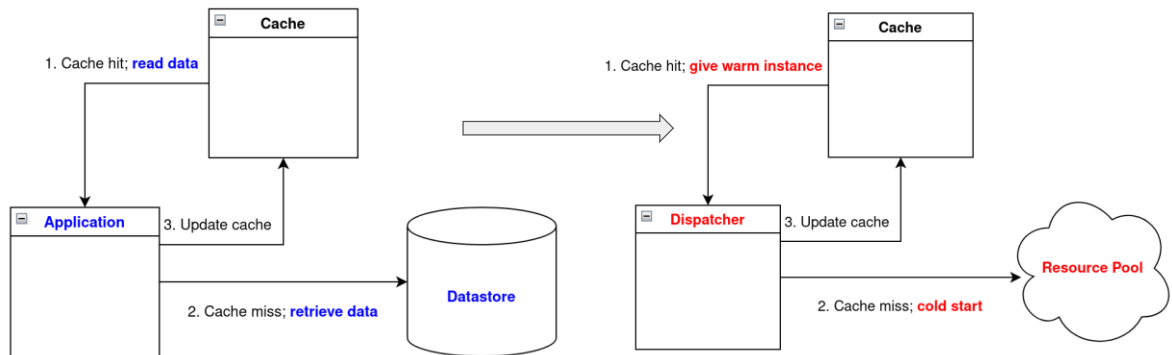 Cache
1. Cache hit; read data
Application
3. Update cache
Datastore
2. Cache miss; retrieve data
Cache
1. Cache hit; give warm instance
Dispatcher
3. Update cache
Resource Pool
2. Cache miss; cold start